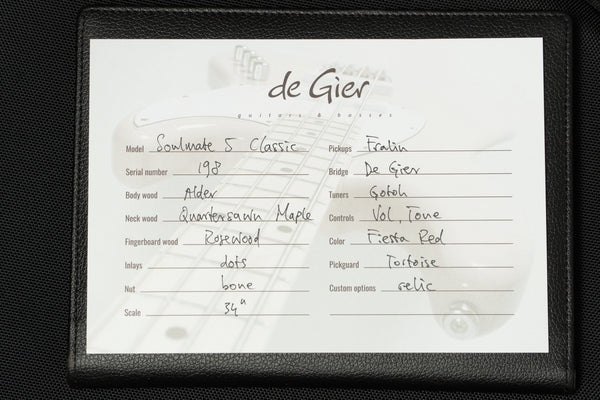 de Gier
guitars & basses
Model Soulmate 5 Classic
Serial number 198
Body wood Alder
Neck wood Quartersawn Maple
Fingerboard wood Rosewood
Inlays dots
Nut bone
Scale 34"
Pickups Fralin
Bridge De Gier
Tuners Gotoh
Controls Vol, Tone
Color Fiesta Red
Pickguard Tortoise
Custom options relic